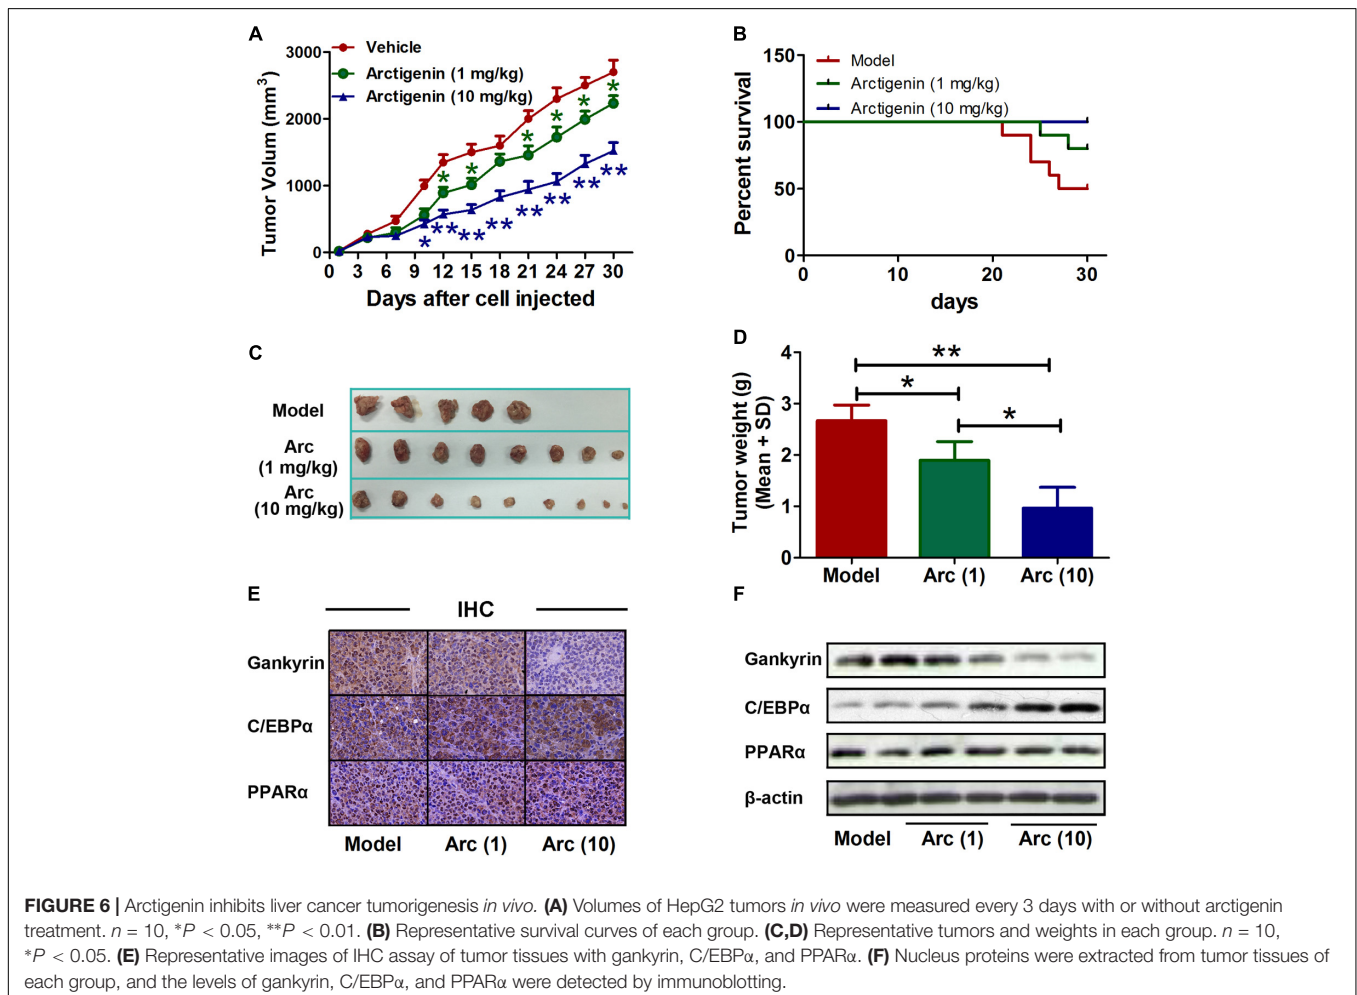 A
Vehicle
Arctigenin (1 mg/kg)
Arctigenin (10 mg/kg)
Tumor Volum (mm³)
3000
2000
1000
0
* * * * * *
* ** ** ** ** ** ** **
0 3 6 9 12 15 18 21 24 27 30
Days after cell injected
B
Model
Arctigenin (1 mg/kg)
Arctigenin (10 mg/kg)
Percent survival
150
100
50
0
0 10 20 30
days
C
Model
Arc
(1 mg/kg)
Arc
(10 mg/kg)
D
Tumor weight (g)
(Mean + SD)
4
3
2
1
0
**
*
*
Model Arc (1) Arc (10)
E
IHC
Gankyrin
C/EBPα
PPARα
Model Arc (1) Arc (10)
F
Gankyrin
C/EBPα
PPARα
β-actin
Model Arc (1) Arc (10)
FIGURE 6 | Arctigenin inhibits liver cancer tumorigenesis in vivo. (A) Volumes of HepG2 tumors in vivo were measured every 3 days with or without arctigenin
treatment. n = 10, *P < 0.05, **P < 0.01. (B) Representative survival curves of each group. (C,D) Representative tumors and weights in each group. n = 10,
*P < 0.05. (E) Representative images of IHC assay of tumor tissues with gankyrin, C/EBPα, and PPARα. (F) Nucleus proteins were extracted from tumor tissues of
each group, and the levels of gankyrin, C/EBPα, and PPARα were detected by immunoblotting.